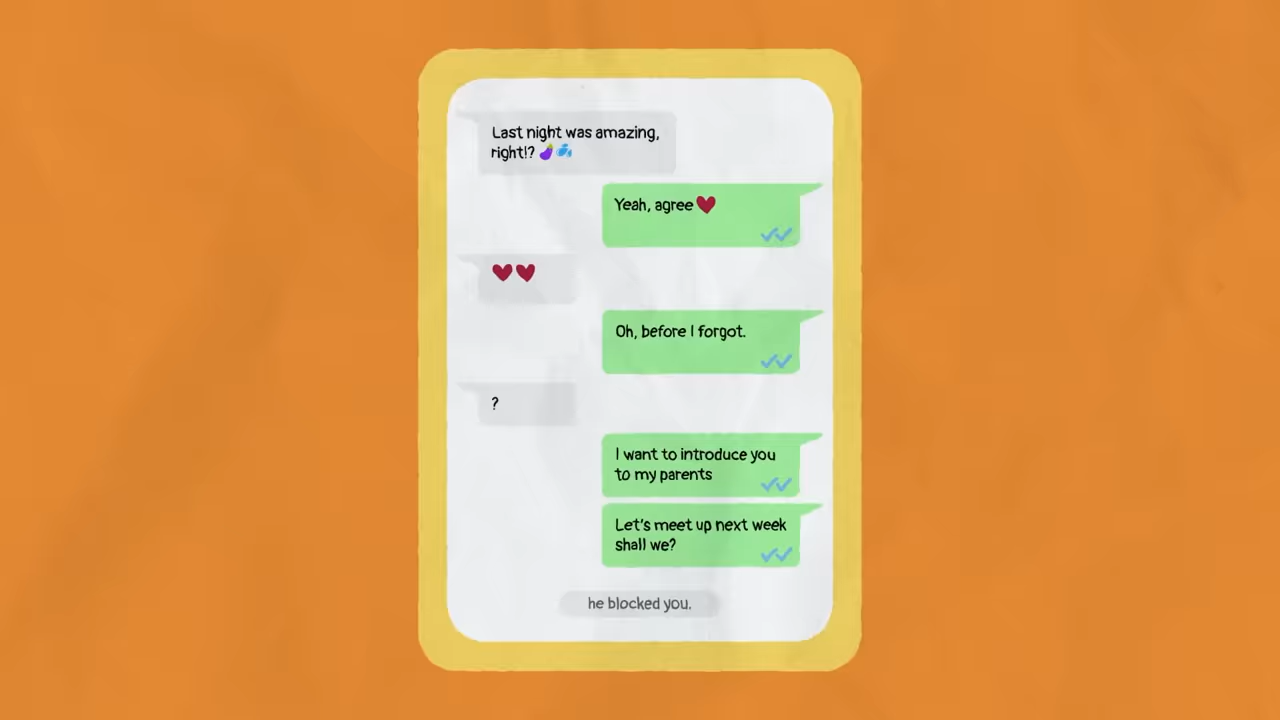 Last night was amazing,
right!? 🍆💦
Yeah, agree ❤️
❤️❤️
Oh, before I forgot.
?
I want to introduce you
to my parents
Let's meet up next week
shall we?
he blocked you.